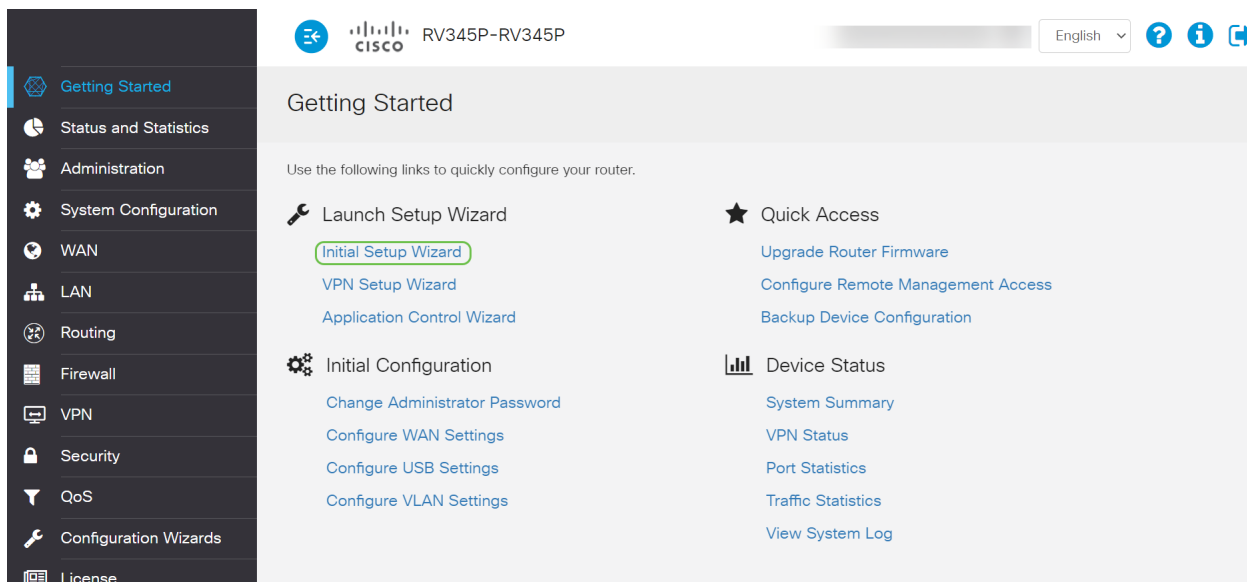 CISCO RV345P-RV345P
English
Getting Started
Status and Statistics
Administration
System Configuration
WAN
LAN
Routing
Firewall
VPN
Security
QoS
Configuration Wizards
License
Getting Started
Use the following links to quickly configure your router.
Launch Setup Wizard
Initial Setup Wizard
VPN Setup Wizard
Application Control Wizard
Initial Configuration
Change Administrator Password
Configure WAN Settings
Configure USB Settings
Configure VLAN Settings
Quick Access
Upgrade Router Firmware
Configure Remote Management Access
Backup Device Configuration
Device Status
System Summary
VPN Status
Port Statistics
Traffic Statistics
View System Log